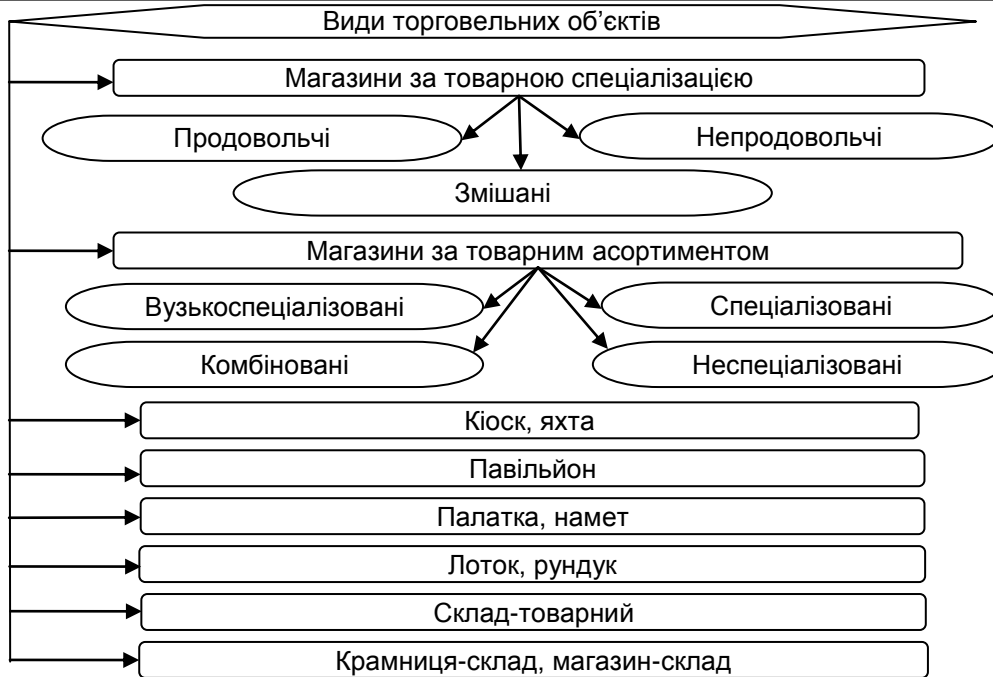 Види торговельних об’єктів
Магазини за товарною спеціалізацією
Продовольчі
Непродовольчі
Змішані
Магазини за товарним асортиментом
Вузькоспеціалізовані
Спеціалізовані
Комбіновані
Неспеціалізовані
Кіоск, яхта
Павільйон
Палатка, намет
Лоток, рундук
Склад-товарний
Крамниця-склад, магазин-склад